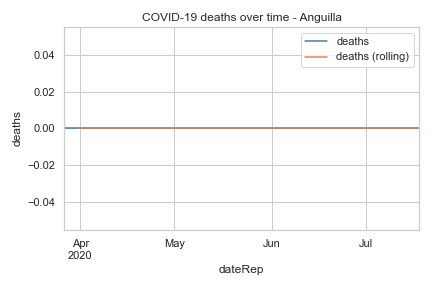 COVID-19 deaths over time - Anguilla
deaths
deaths (rolling)
0.04
0.02
0.00
−0.02
−0.04
deaths
Apr
2020
May
Jun
Jul
dateRep